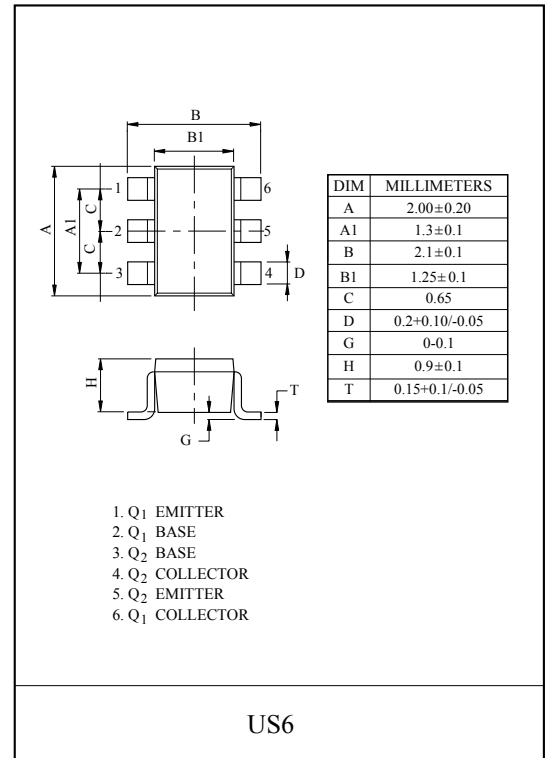 B
B1
1
6
A
A1
C
C
2
5
3
4
D
H
T
G
DIM MILLIMETERS
A 2.00±0.20
A1 1.3±0.1
B 2.1±0.1
B1 1.25±0.1
C 0.65
D 0.2+0.10/-0.05
G 0-0.1
H 0.9±0.1
T 0.15+0.1/-0.05
1. Q1 EMITTER
2. Q1 BASE
3. Q2 BASE
4. Q2 COLLECTOR
5. Q2 EMITTER
6. Q1 COLLECTOR
US6